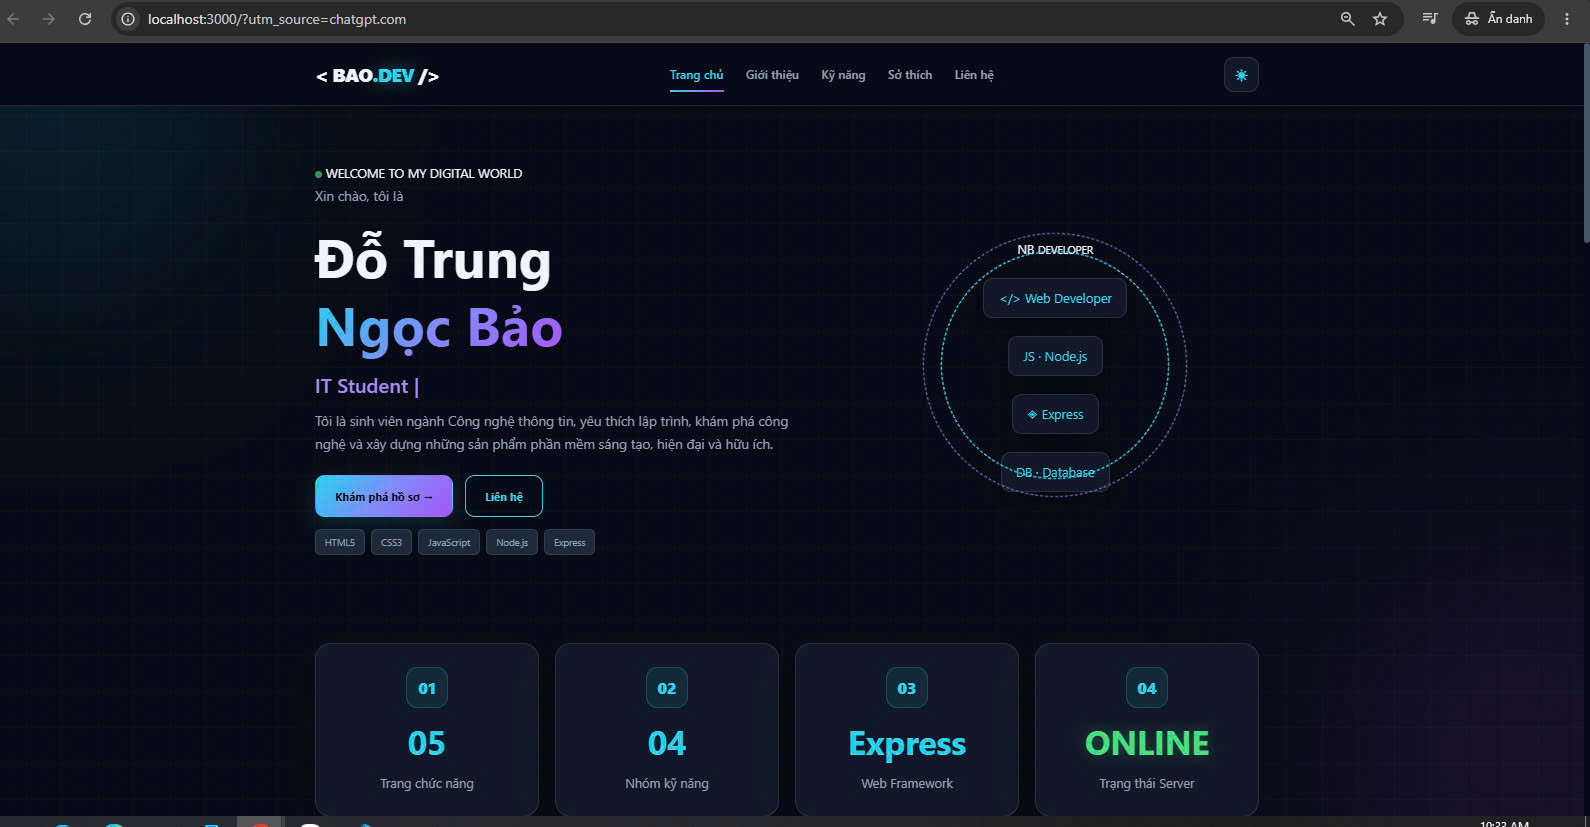 localhost:3000/?utm_source=chatgpt.com
Ẩn danh
< BAO.DEV />
Trang chủ
Giới thiệu
Kỹ năng
Sở thích
Liên hệ
WELCOME TO MY DIGITAL WORLD
Xin chào, tôi là
Đỗ Trung
Ngọc Bảo
IT Student |
Tôi là sinh viên ngành Công nghệ thông tin, yêu thích lập trình, khám phá công
nghệ và xây dựng những sản phẩm phần mềm sáng tạo, hiện đại và hữu ích.
Khám phá hồ sơ →
Liên hệ
HTML5
CSS3
JavaScript
Node.js
Express
NB DEVELOPER
</> Web Developer
JS · Node.js
◈ Express
DB · Database
01
05
Trang chức năng
02
04
Nhóm kỹ năng
03
Express
Web Framework
04
ONLINE
Trạng thái Server